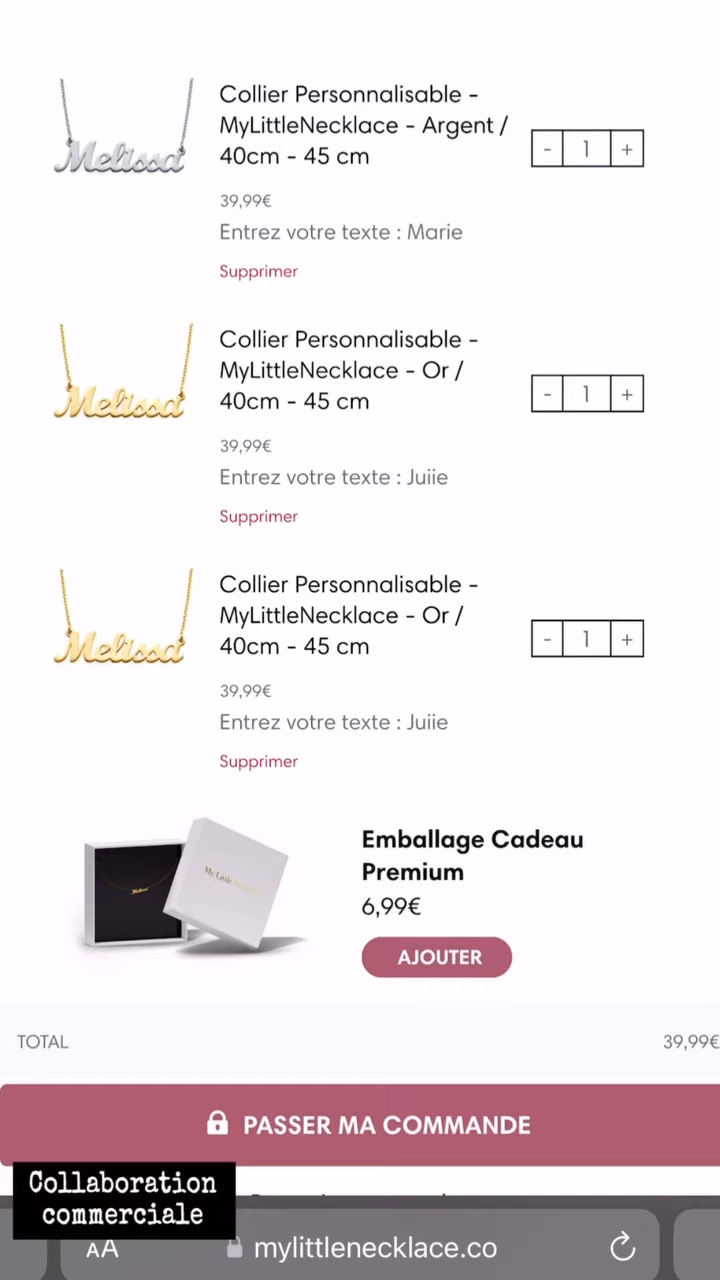 Melissa
Collier Personnalisable -
MyLittleNecklace - Argent /
40cm - 45 cm
- 1 +
39,99€
Entrez votre texte : Marie
Supprimer
Melissa
Collier Personnalisable -
MyLittleNecklace - Or /
40cm - 45 cm
- 1 +
39,99€
Entrez votre texte : Juiie
Supprimer
Melissa
Collier Personnalisable -
MyLittleNecklace - Or /
40cm - 45 cm
- 1 +
39,99€
Entrez votre texte : Juiie
Supprimer
My Little
Emballage Cadeau
Premium
6,99€
AJOUTER
TOTAL 39,99€
PASSER MA COMMANDE
Collaboration
commerciale
AA mylittlenecklace.co